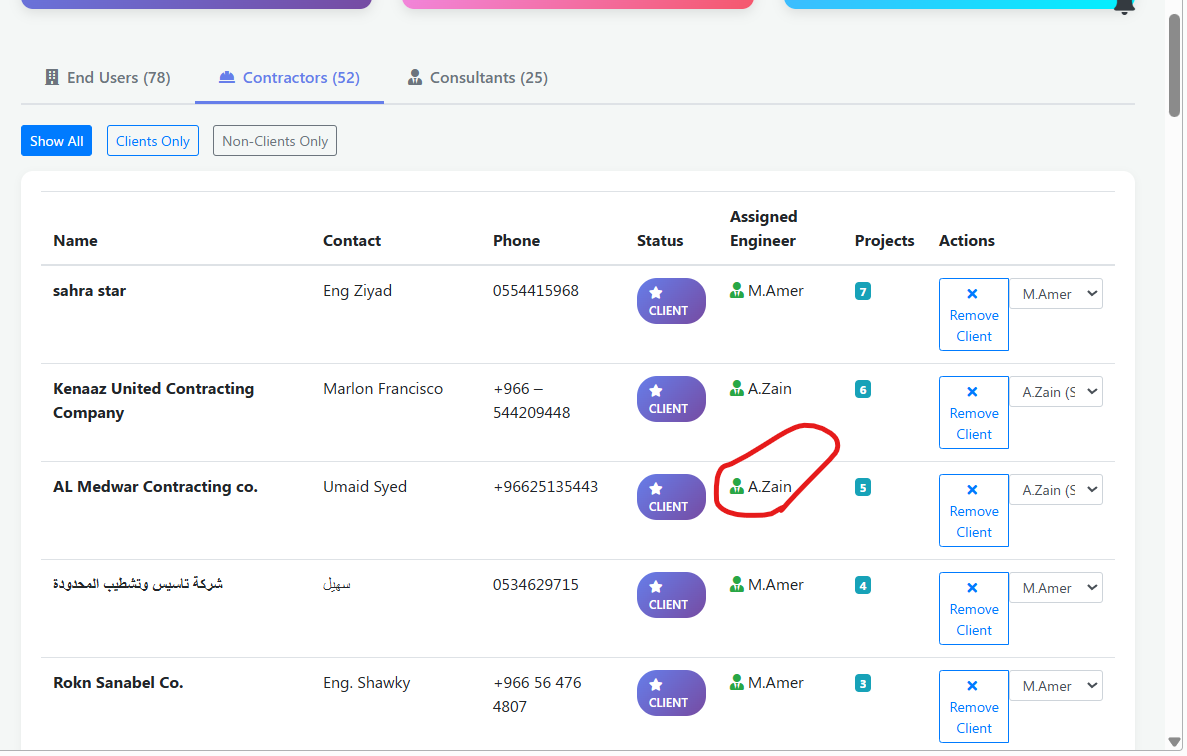 End Users (78) Contractors (52) Consultants (25)
Show All Clients Only Non-Clients Only
Name Contact Phone Status Assigned Engineer Projects Actions
sahra star Eng Ziyad 0554415968 CLIENT M.Amer 7 Remove Client M.Amer
Kenaaz United Contracting Company Marlon Francisco +966 – 544209448 CLIENT A.Zain 6 Remove Client A.Zain (S
AL Medwar Contracting co. Umaid Syed +96625135443 CLIENT A.Zain 5 Remove Client A.Zain (S
شركة تاسيس وتشطيب المحدودة سهيل 0534629715 CLIENT M.Amer 4 Remove Client M.Amer
Rokn Sanabel Co. Eng. Shawky +966 56 476 4807 CLIENT M.Amer 3 Remove Client M.Amer